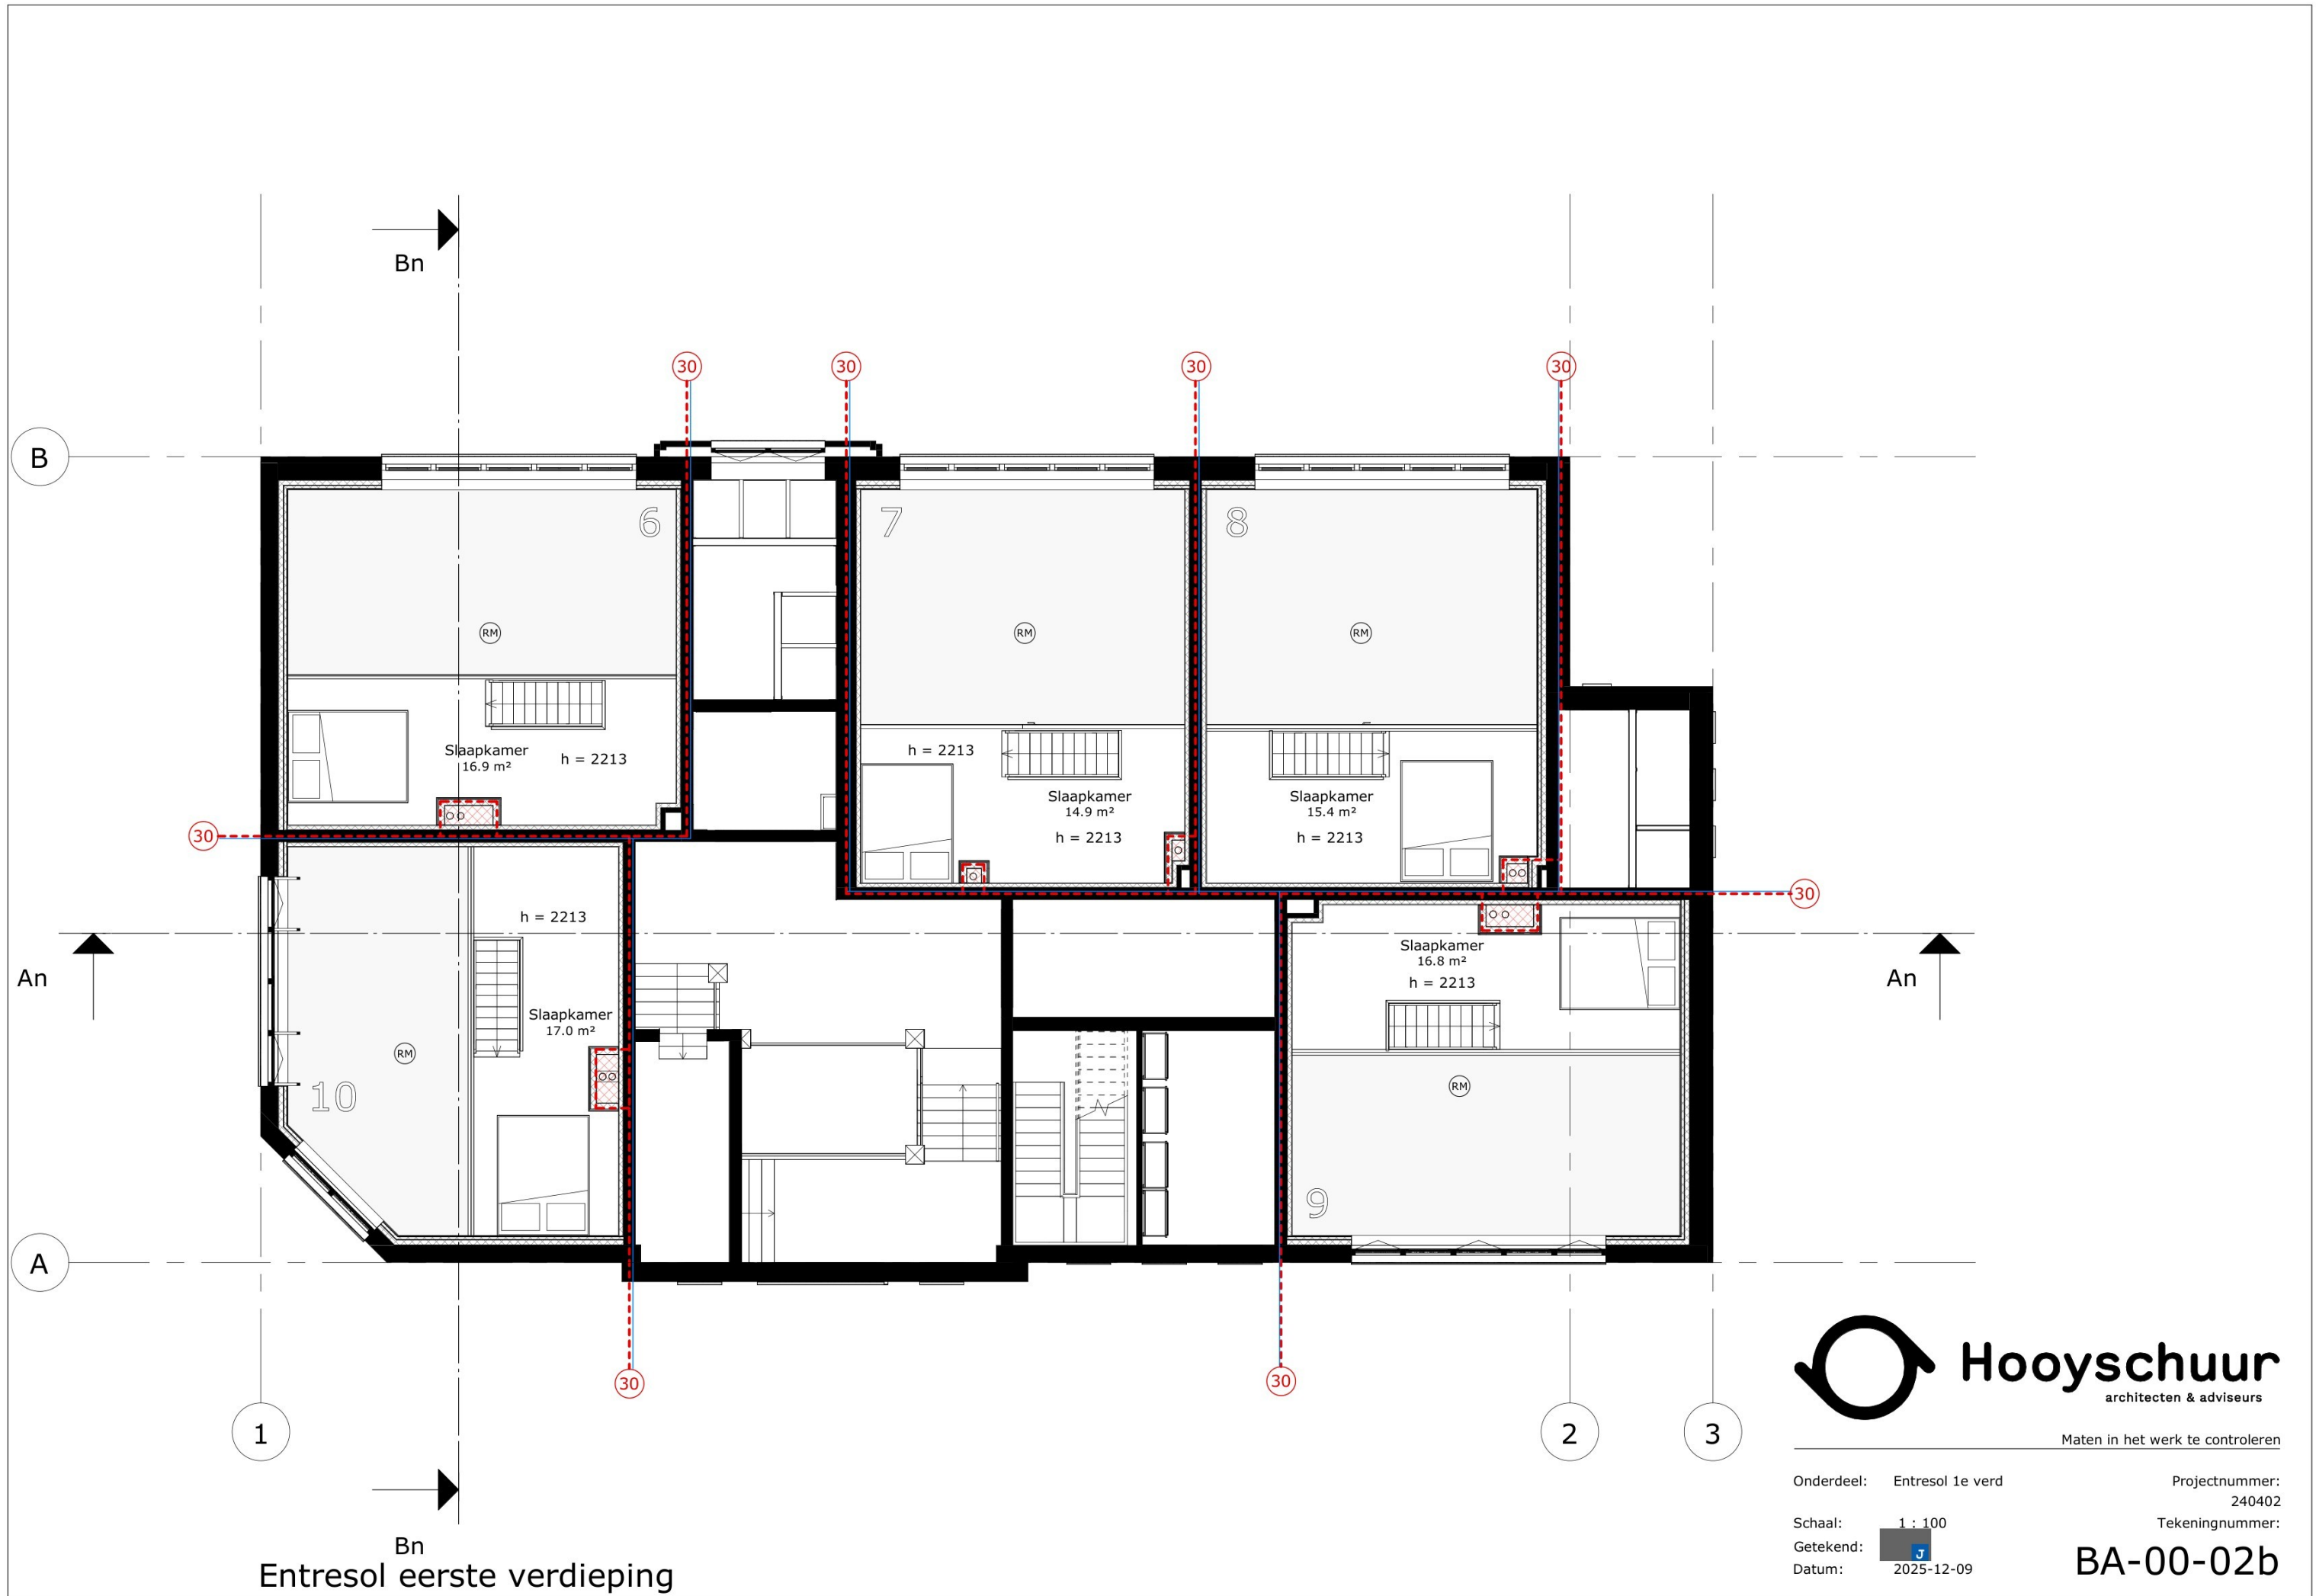 Bn
30
30
30
30
B
6
7
8
RM
RM
RM
Slaapkamer
16.9 m²
h = 2213
h = 2213
Slaapkamer
14.9 m²
h = 2213
Slaapkamer
15.4 m²
h = 2213
30
30
h = 2213
Slaapkamer
16.8 m²
h = 2213
An
An
Slaapkamer
17.0 m²
RM
RM
10
9
A
30
30
1
2
3
Bn
Entresol eerste verdieping
Hooyschuur
architecten & adviseurs
Maten in het werk te controleren
Onderdeel: Entresol 1e verd
Projectnummer:
240402
Schaal: 1 : 100
Tekeningnummer:
Getekend: J
Datum: 2025-12-09
BA-00-02b